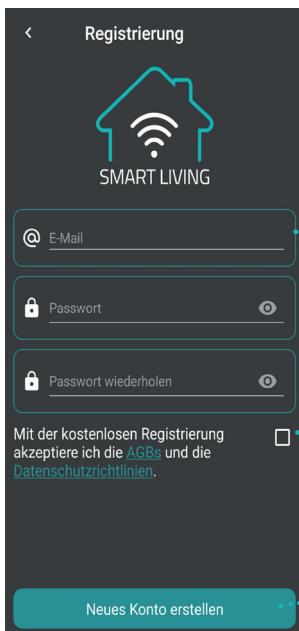 Registrierung
SMART LIVING
E-Mail
Passwort
Passwort wiederholen
Mit der kostenlosen Registrierung
akzeptiere ich die AGBs und die
Datenschutzrichtlinien.
Neues Konto erstellen